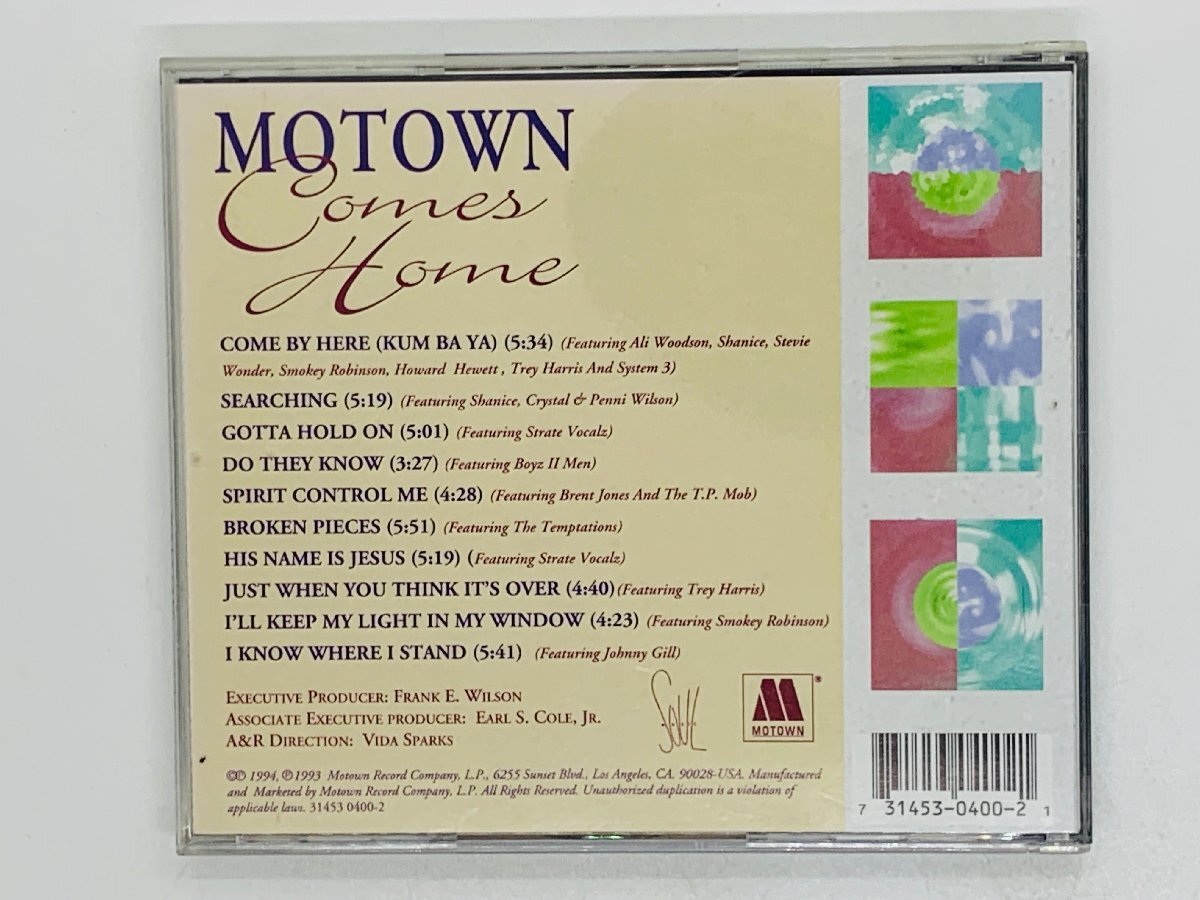 MOTOWN
Comes
Home
COME BY HERE (KUM BA YA) (5:34) (Featuring Ali Woodson, Shanice, Stevie
Wonder, Smokey Robinson, Howard Hewett , Trey Harris And System 3)
SEARCHING (5:19) (Featuring Shanice, Crystal & Penni Wilson)
GOTTA HOLD ON (5:01) (Featuring Strate Vocalz)
DO THEY KNOW (3:27) (Featuring Boyz II Men)
SPIRIT CONTROL ME (4:28) (Featuring Brent Jones And The T.P. Mob)
BROKEN PIECES (5:51) (Featuring The Temptations)
HIS NAME IS JESUS (5:19) (Featuring Strate Vocalz)
JUST WHEN YOU THINK IT'S OVER (4:40) (Featuring Trey Harris)
I'LL KEEP MY LIGHT IN MY WINDOW (4:23) (Featuring Smokey Robinson)
I KNOW WHERE I STAND (5:41) (Featuring Johnny Gill)
EXECUTIVE PRODUCER: FRANK E. WILSON
ASSOCIATE EXECUTIVE PRODUCER: EARL S. COLE, JR.
A&R DIRECTION: VIDA SPARKS
SOUL
M ®
MOTOWN
©℗ 1994, ℗ 1993 Motown Record Company, L.P., 6255 Sunset Blvd., Los Angeles, CA. 90028-USA. Manufactured
and Marketed by Motown Record Company, L.P. All Rights Reserved. Unauthorized duplication is a violation of
applicable laws. 31453 0400-2
7 31453-0400-2 1